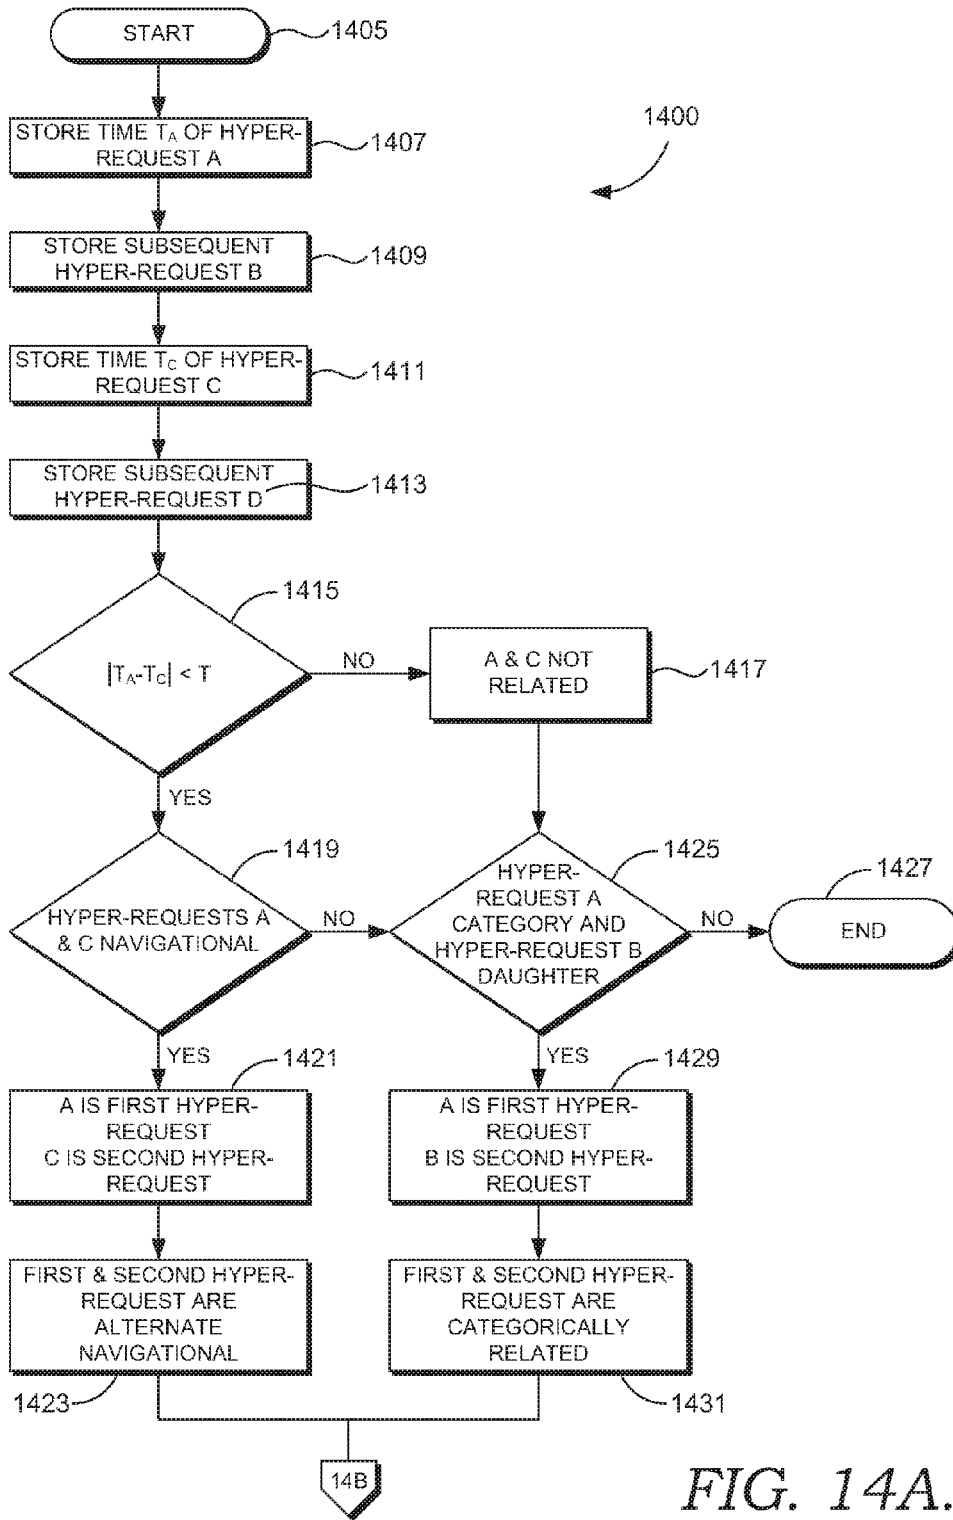 START
1405
1400
STORE TIME TA OF HYPER-
REQUEST A
1407
STORE SUBSEQUENT
HYPER-REQUEST B
1409
STORE TIME TC OF HYPER-
REQUEST C
1411
STORE SUBSEQUENT
HYPER-REQUEST D
1413
1415
|TA-TC| < T
NO
A & C NOT
RELATED
1417
YES
1419
HYPER-REQUESTS A
& C NAVIGATIONAL
NO
1425
HYPER-
REQUEST A
CATEGORY AND
HYPER-REQUEST B
DAUGHTER
NO
1427
END
YES
1421
A IS FIRST HYPER-
REQUEST
C IS SECOND HYPER-
REQUEST
YES
1429
A IS FIRST HYPER-
REQUEST
B IS SECOND HYPER-
REQUEST
FIRST & SECOND HYPER-
REQUEST ARE
ALTERNATE
NAVIGATIONAL
1423
FIRST & SECOND HYPER-
REQUEST ARE
CATEGORICALLY
RELATED
1431
14B
FIG. 14A.